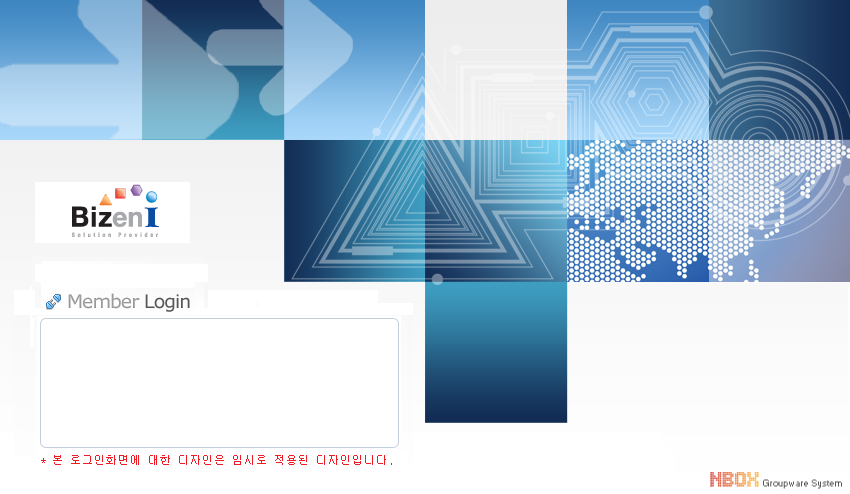 BizenI
Solution Provider
Member Login
* 본 로그인화면에 대한 디자인은 임시로 적용된 디자인입니다.
NBOX Groupware System